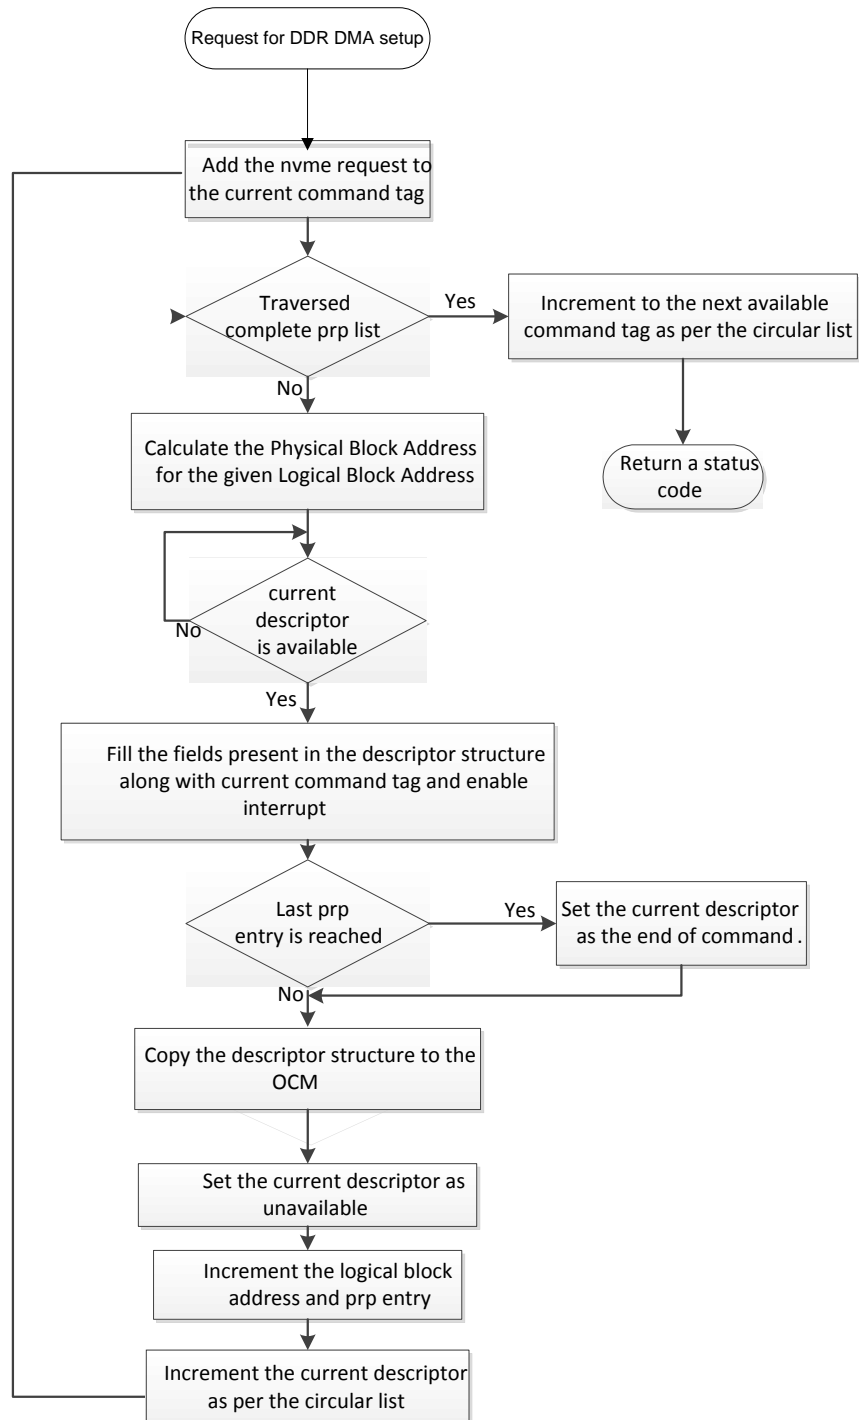 Request for DDR DMA setup
Add the nvme request to
the current command tag
Traversed
complete prp list
Yes
Increment to the next available
command tag as per the circular list
No
Calculate the Physical Block Address
for the given Logical Block Address
Return a status
code
current
descriptor
is available
No
Yes
Fill the fields present in the descriptor structure
along with current command tag and enable
interrupt
Last prp
entry is reached
Yes
Set the current descriptor
as the end of command .
No
Copy the descriptor structure to the
OCM
Set the current descriptor as
unavailable
Increment the logical block
address and prp entry
Increment the current descriptor
as per the circular list